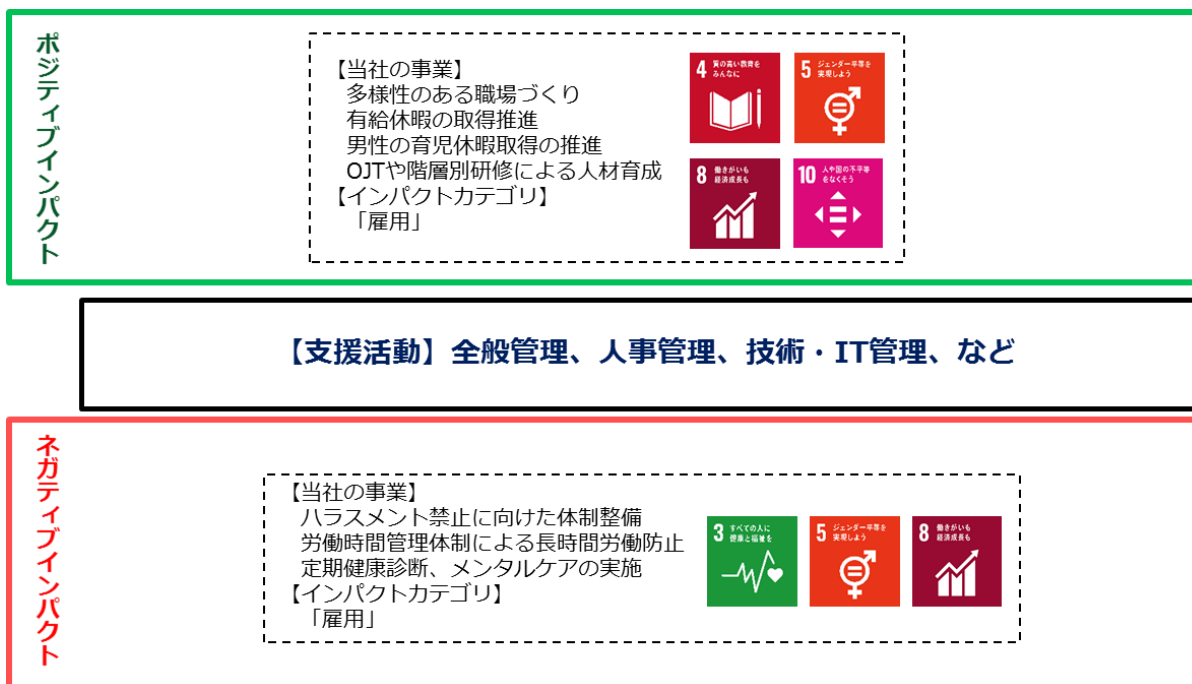 ポジティブインパクト
【当社の事業】
多様性のある職場づくり
有給休暇の取得推進
男性の育児休暇取得の推進
OJTや階層別研修による人材育成
【インパクトカテゴリ】
「雇用」
4 質の高い教育を
みんなに
5 ジェンダー平等を
実現しよう
8 働きがいも
経済成長も
10 人や国の不平等
をなくそう
【支援活動】全般管理、人事管理、技術・IT管理、など
ネガティブインパクト
【当社の事業】
ハラスメント禁止に向けた体制整備
労働時間管理体制による長時間労働防止
定期健康診断、メンタルケアの実施
【インパクトカテゴリ】
「雇用」
3 すべての人に
健康と福祉を
5 ジェンダー平等を
実現しよう
8 働きがいも
経済成長も